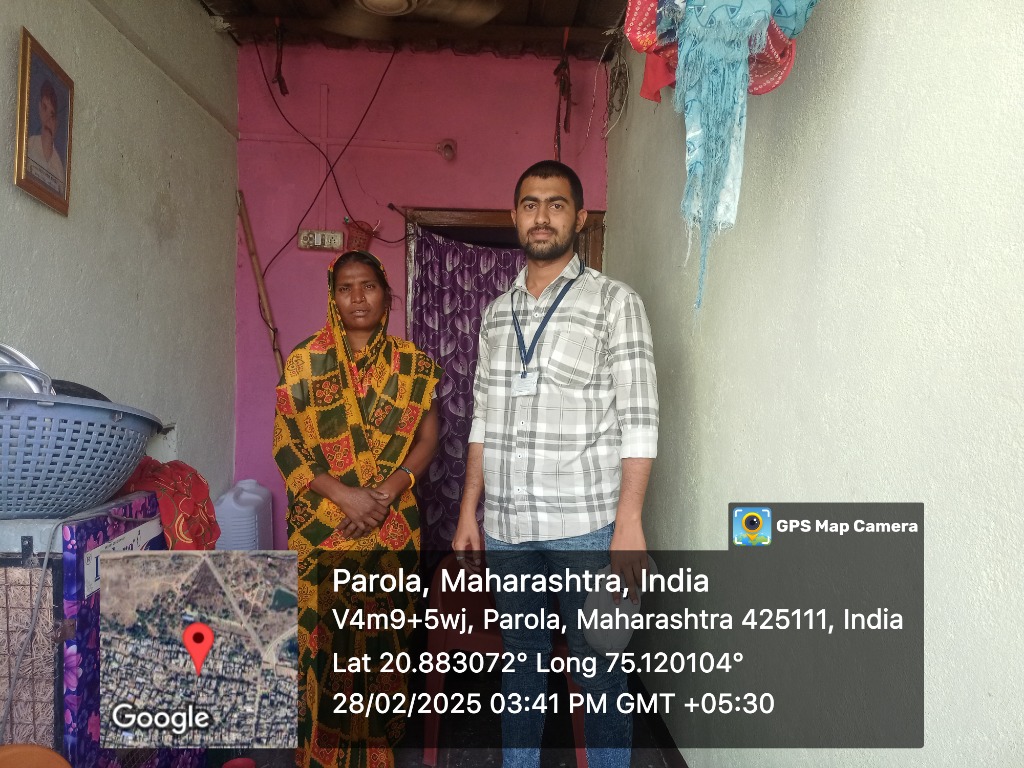 GPS Map Camera
Parola, Maharashtra, India
V4m9+5wj, Parola, Maharashtra 425111, India
Lat 20.883072° Long 75.120104°
28/02/2025 03:41 PM GMT +05:30
Google